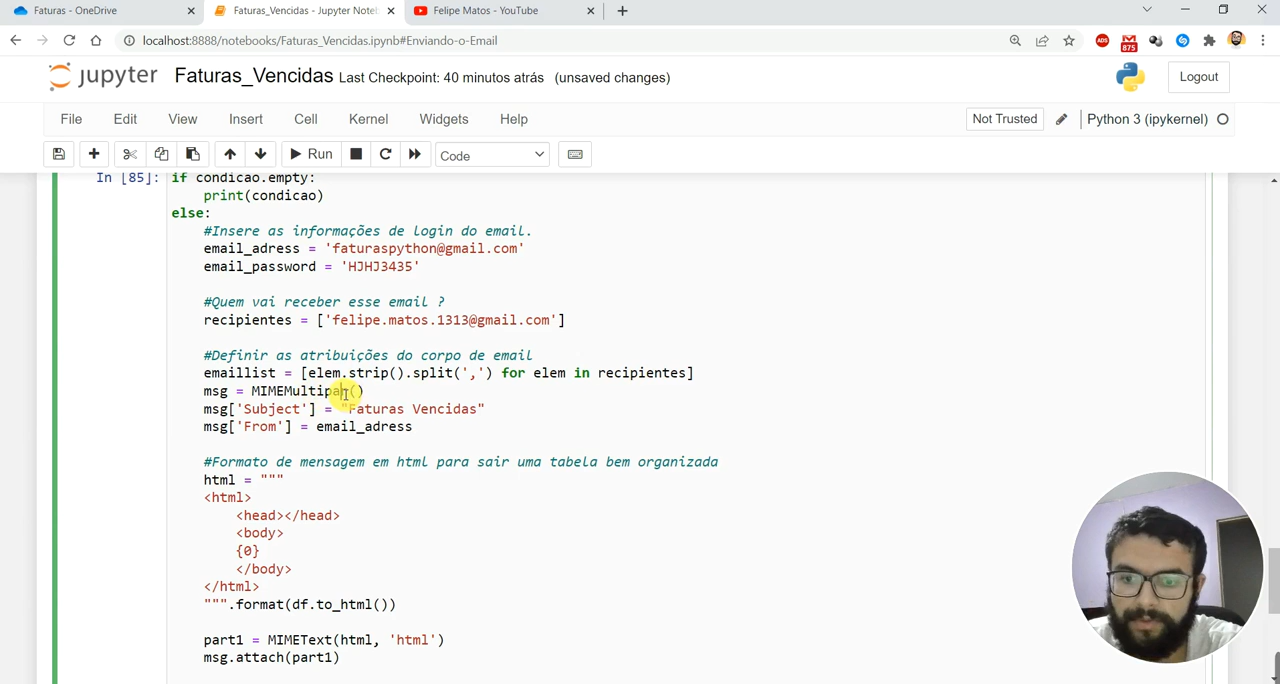 Faturas - OneDrive
Faturas_Vencidas - Jupyter Note
Felipe Matos - YouTube
localhost:8888/notebooks/Faturas_Vencidas.ipynb#Enviando-o-Email
ADS
875
jupyter Faturas_Vencidas Last Checkpoint: 40 minutos atrás (unsaved changes)
Logout
File Edit View Insert Cell Kernel Widgets Help
Not Trusted
Python 3 (ipykernel)
Run
Code
In [85]: if condicao.empty:
print(condicao)
else:
#Insere as informações de login do email.
email_adress = 'faturaspython@gmail.com'
email_password = 'HJHJ3435'
#Quem vai receber esse email ?
recipientes = ['felipe.matos.1313@gmail.com']
#Definir as atribuições do corpo de email
emaillist = [elem.strip().split(',') for elem in recipientes]
msg = MIMEMultipart()
msg['Subject'] = "Faturas Vencidas"
msg['From'] = email_adress
#Formato de mensagem em html para sair uma tabela bem organizada
html = """
<html>
<head></head>
<body>
{0}
</body>
</html>
""".format(df.to_html())
part1 = MIMEText(html, 'html')
msg.attach(part1)